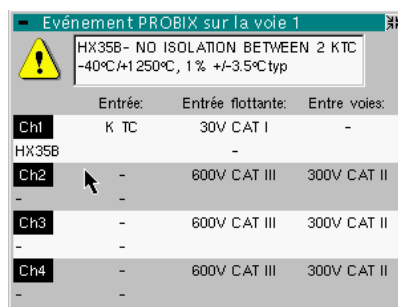 Evénement PROBIX sur la voie 1
HX35B- NO ISOLATION BETWEEN 2 KTC
-40°C/+1250°C, 1% +/-3.5°Ctyp
Entrée: Entrée flottante: Entre voies:
Ch1 K TC 30V CAT I -
HX35B -
Ch2 - 600V CAT III 300V CAT II
- -
Ch3 - 600V CAT III 300V CAT II
- -
Ch4 - 600V CAT III 300V CAT II
- -